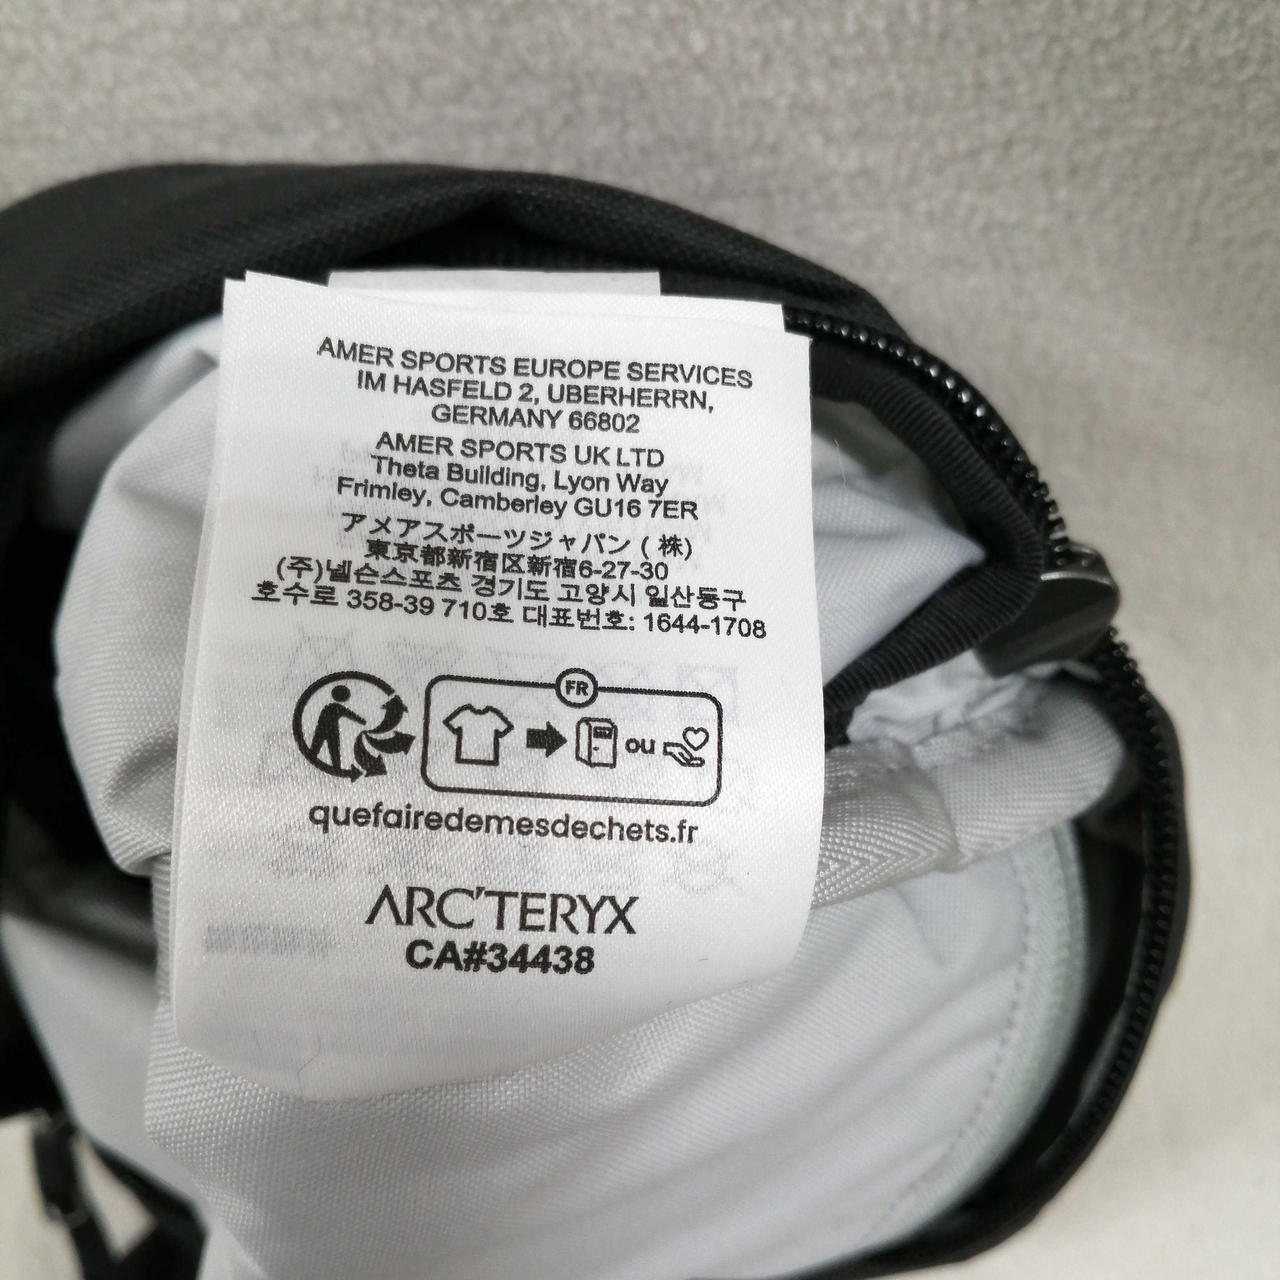 AMER SPORTS EUROPE SERVICES
IM HASFELD 2, UBERHERRN,
GERMANY 66802
AMER SPORTS UK LTD
Theta Building, Lyon Way
Frimley, Camberley GU16 7ER
アメアスポーツジャパン (株)
東京都新宿区新宿6-27-30
(주)넬슨스포츠 경기도 고양시 일산동구
호수로 358-39 710호 대표번호: 1644-1708
FR
ou
quefairedemesdechets.fr
ARC'TERYX
CA#34438